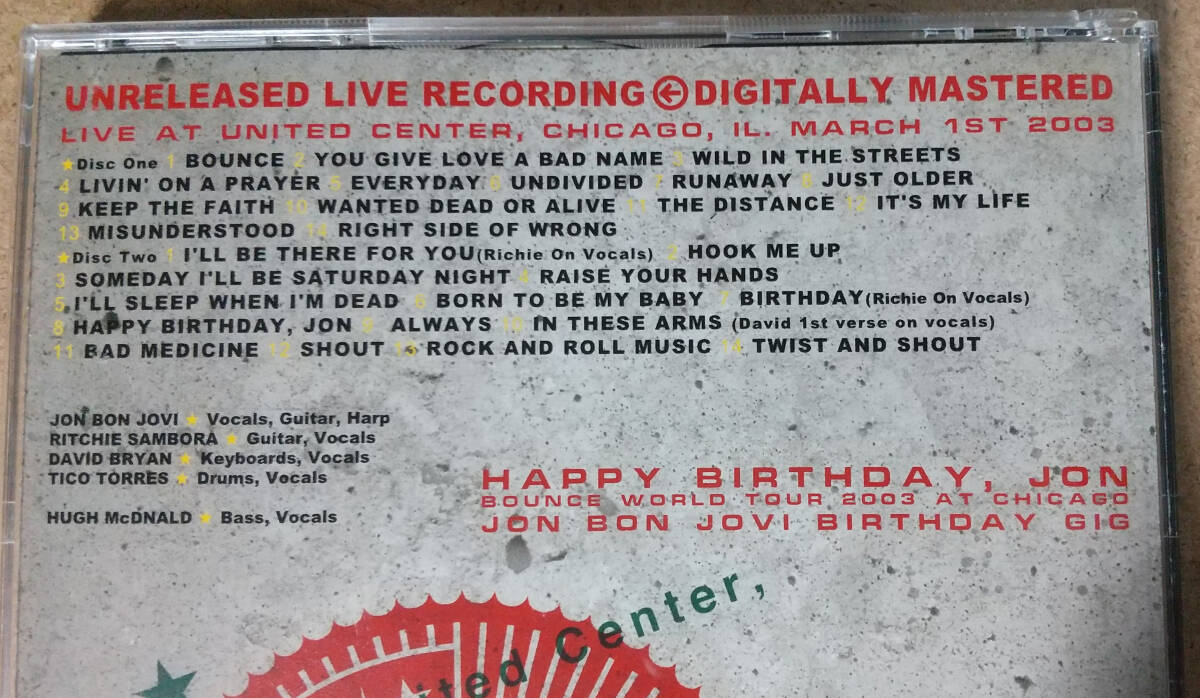 UNRELEASED LIVE RECORDING DIGITALLY MASTERED
LIVE AT UNITED CENTER, CHICAGO, IL. MARCH 1ST 2003
★Disc One 1 BOUNCE 2 YOU GIVE LOVE A BAD NAME 3 WILD IN THE STREETS
4 LIVIN' ON A PRAYER 5 EVERYDAY 6 UNDIVIDED 7 RUNAWAY 8 JUST OLDER
9 KEEP THE FAITH 10 WANTED DEAD OR ALIVE 11 THE DISTANCE 12 IT'S MY LIFE
13 MISUNDERSTOOD 14 RIGHT SIDE OF WRONG
★Disc Two 1 I'LL BE THERE FOR YOU(Richie On Vocals) 2 HOOK ME UP
3 SOMEDAY I'LL BE SATURDAY NIGHT 4 RAISE YOUR HANDS
5 I'LL SLEEP WHEN I'M DEAD 6 BORN TO BE MY BABY 7 BIRTHDAY(Richie On Vocals)
8 HAPPY BIRTHDAY, JON 9 ALWAYS 10 IN THESE ARMS (David 1st verse on vocals)
11 BAD MEDICINE 12 SHOUT 13 ROCK AND ROLL MUSIC 14 TWIST AND SHOUT
JON BON JOVI ★ Vocals, Guitar, Harp
RITCHIE SAMBORA ★ Guitar, Vocals
DAVID BRYAN ★ Keyboards, Vocals
TICO TORRES ★ Drums, Vocals
HUGH McDNALD ★ Bass, Vocals
HAPPY BIRTHDAY, JON
BOUNCE WORLD TOUR 2003 AT CHICAGO
JON BON JOVI BIRTHDAY GIG
Center,